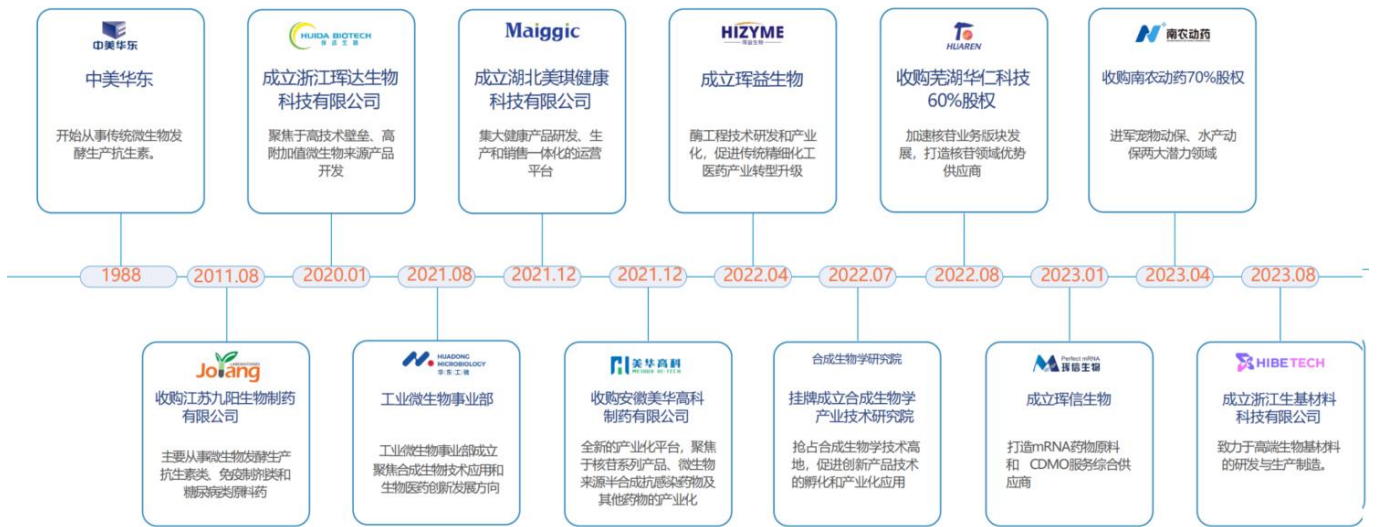 中美华东
中美华东
开始从事传统微生物发
酵生产抗生素。
HUIDA BIOTECH
珲达生物
成立浙江珲达生物
科技有限公司
聚焦于高技术壁垒、高
附加值微生物来源产品
开发
Maiggic
成立湖北美琪健康
科技有限公司
集大健康产品研发、生
产和销售一体化的运营
平台
HIZYME
珲益生物
成立珲益生物
酶工程技术研发和产业
化，促进传统精细化工
医药产业转型升级
HUAREN
收购芜湖华仁科技
60%股权
加速核苷业务版块发
展，打造核苷领域优势
供应商
南农动药
收购南农动药70%股权
进军宠物动保、水产动
保两大潜力领域
1988 2011.08 2020.01 2021.08 2021.12 2021.12 2022.04 2022.07 2022.08 2023.01 2023.04 2023.08
Joyang
收购江苏九阳生物制药
有限公司
主要从事微生物发酵生产
抗生素类、免疫制剂类和
糖尿病类原料药
HUADONG
MICROBIOLOGY
华东工微
工业微生物事业部
工业微生物事业部成立
聚焦合成生物技术应用和
生物医药创新发展方向
美华高科
MEIHUA HI-TECH
收购安徽美华高科
制药有限公司
全新的产业化平台，聚焦
于核苷系列产品、微生物
来源半合成抗感染药物及
其他药物的产业化
合成生物学研究院
挂牌成立合成生物学
产业技术研究院
抢占合成生物学技术高
地，促进创新产品技术
的孵化和产业化应用
Perfect mRNA
珲信生物
成立珲信生物
打造mRNA药物原料
和 CDMO服务综合供
应商
HIBETECH
成立浙江生基材料
科技有限公司
致力于高端生物基材料
的研发与生产制造。